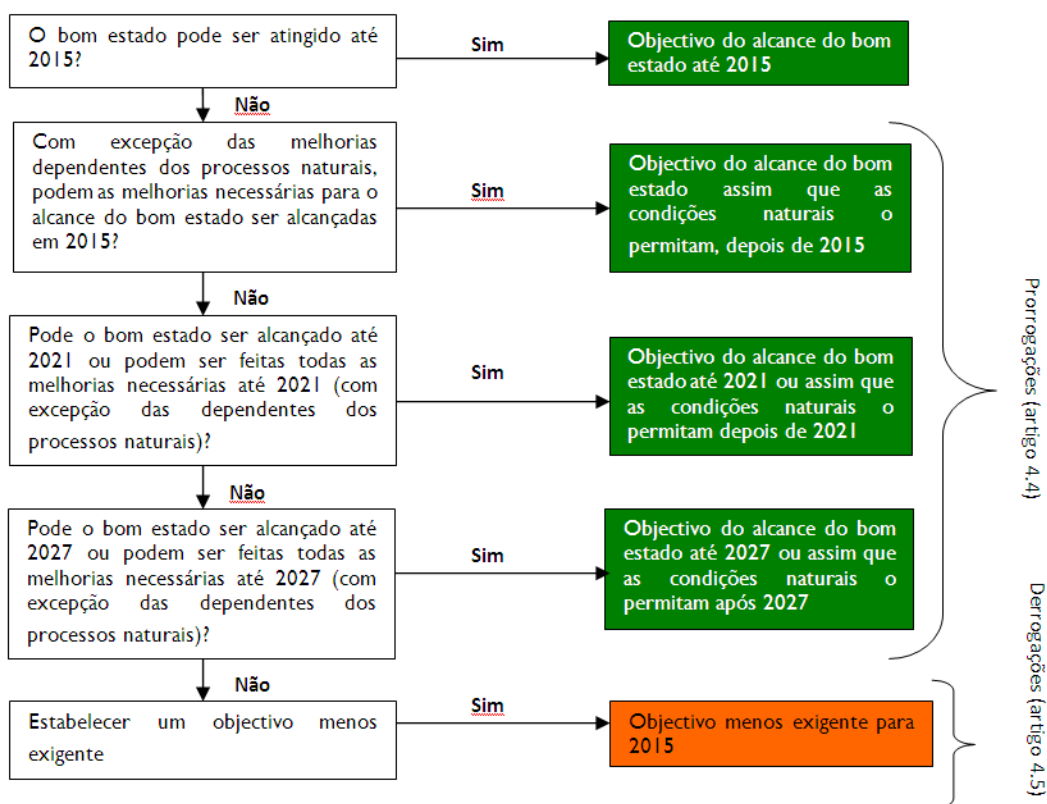 O bom estado pode ser atingido até
2015?
Sim
Objectivo do alcance do bom
estado até 2015
Não
Com excepção das melhorias
dependentes dos processos naturais,
podem as melhorias necessárias para o
alcance do bom estado ser alcançadas
em 2015?
Sim
Objectivo do alcance do bom
estado assim que as
condições naturais o
permitam, depois de 2015
Não
Pode o bom estado ser alcançado até
2021 ou podem ser feitas todas as
melhorias necessárias até 2021 (com
excepção das dependentes dos
processos naturais)?
Sim
Objectivo do alcance do bom
estado até 2021 ou assim que
as condições naturais o
permitam depois de 2021
Não
Pode o bom estado ser alcançado até
2027 ou podem ser feitas todas as
melhorias necessárias até 2027 (com
excepção das dependentes dos
processos naturais)?
Sim
Objectivo do alcance do bom
estado até 2027 ou assim que
as condições naturais o
permitam após 2027
Não
Estabelecer um objectivo menos
exigente
Sim
Objectivo menos exigente para
2015
Prorrogações (artigo 4.4)
Derrogações (artigo 4.5)